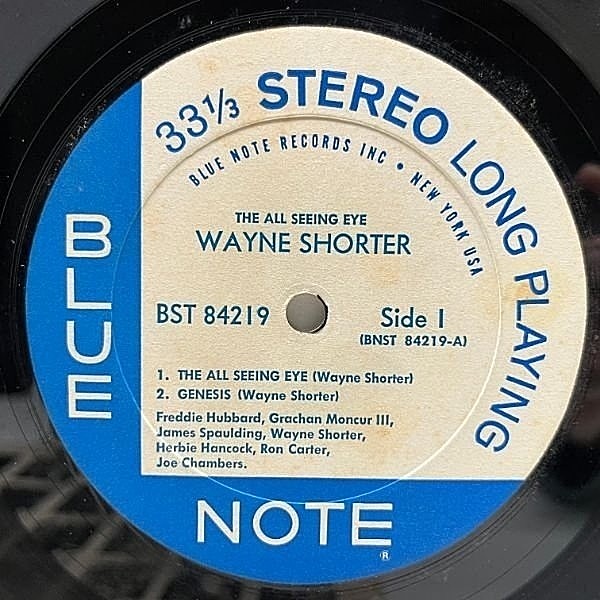 33⅓ STEREO LONG PLAYING
BLUE NOTE RECORDS INC • NEW YORK USA
THE ALL SEEING EYE
WAYNE SHORTER
BST 84219
Side 1
(BNST 84219-A)
1. THE ALL SEEING EYE (Wayne Shorter)
2. GENESIS (Wayne Shorter)
Freddie Hubbard, Grachan Moncur III,
James Spaulding, Wayne Shorter,
Herbie Hancock, Ron Carter,
Joe Chambers.
BLUE
NOTE®